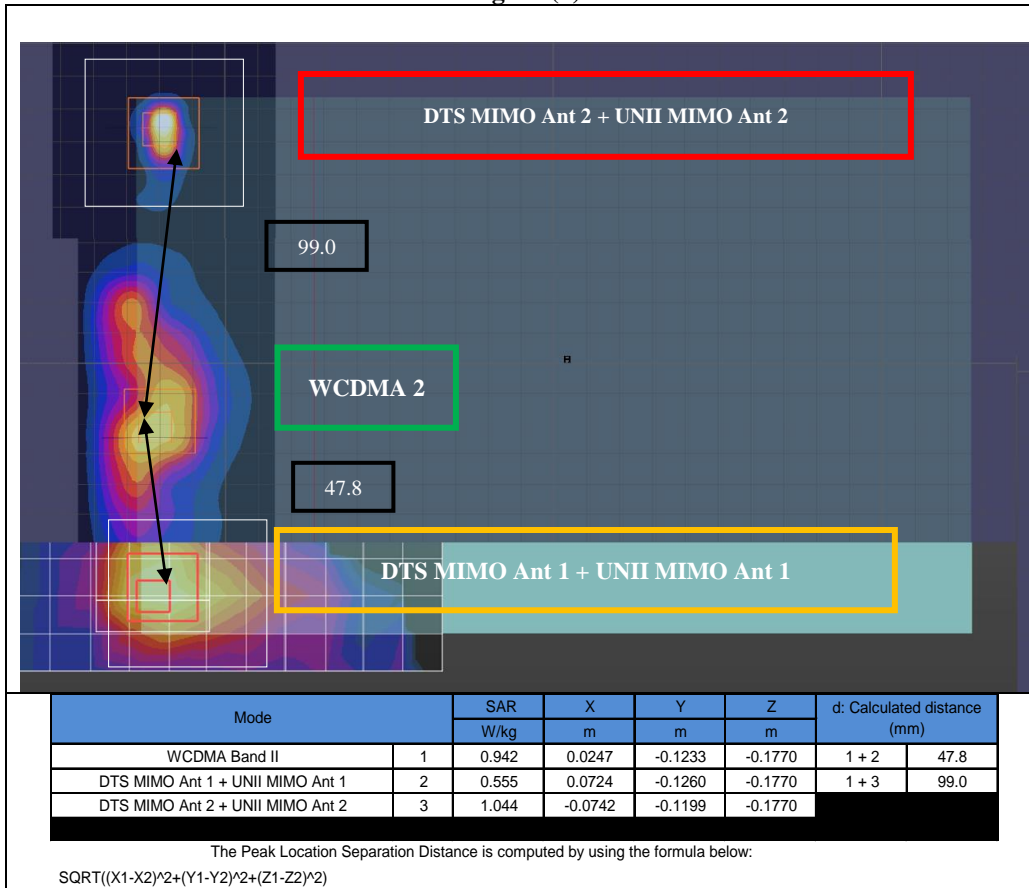 DTS MIMO Ant 2 + UNII MIMO Ant 2
99.0
WCDMA 2
47.8
DTS MIMO Ant 1 + UNII MIMO Ant 1
Mode SAR X Y Z d: Calculated distance (mm)
W/kg m m m
WCDMA Band II 1 0.942 0.0247 -0.1233 -0.1770 1 + 2 47.8
DTS MIMO Ant 1 + UNII MIMO Ant 1 2 0.555 0.0724 -0.1260 -0.1770 1 + 3 99.0
DTS MIMO Ant 2 + UNII MIMO Ant 2 3 1.044 -0.0742 -0.1199 -0.1770
The Peak Location Separation Distance is computed by using the formula below:
SQRT((X1-X2)^2+(Y1-Y2)^2+(Z1-Z2)^2)